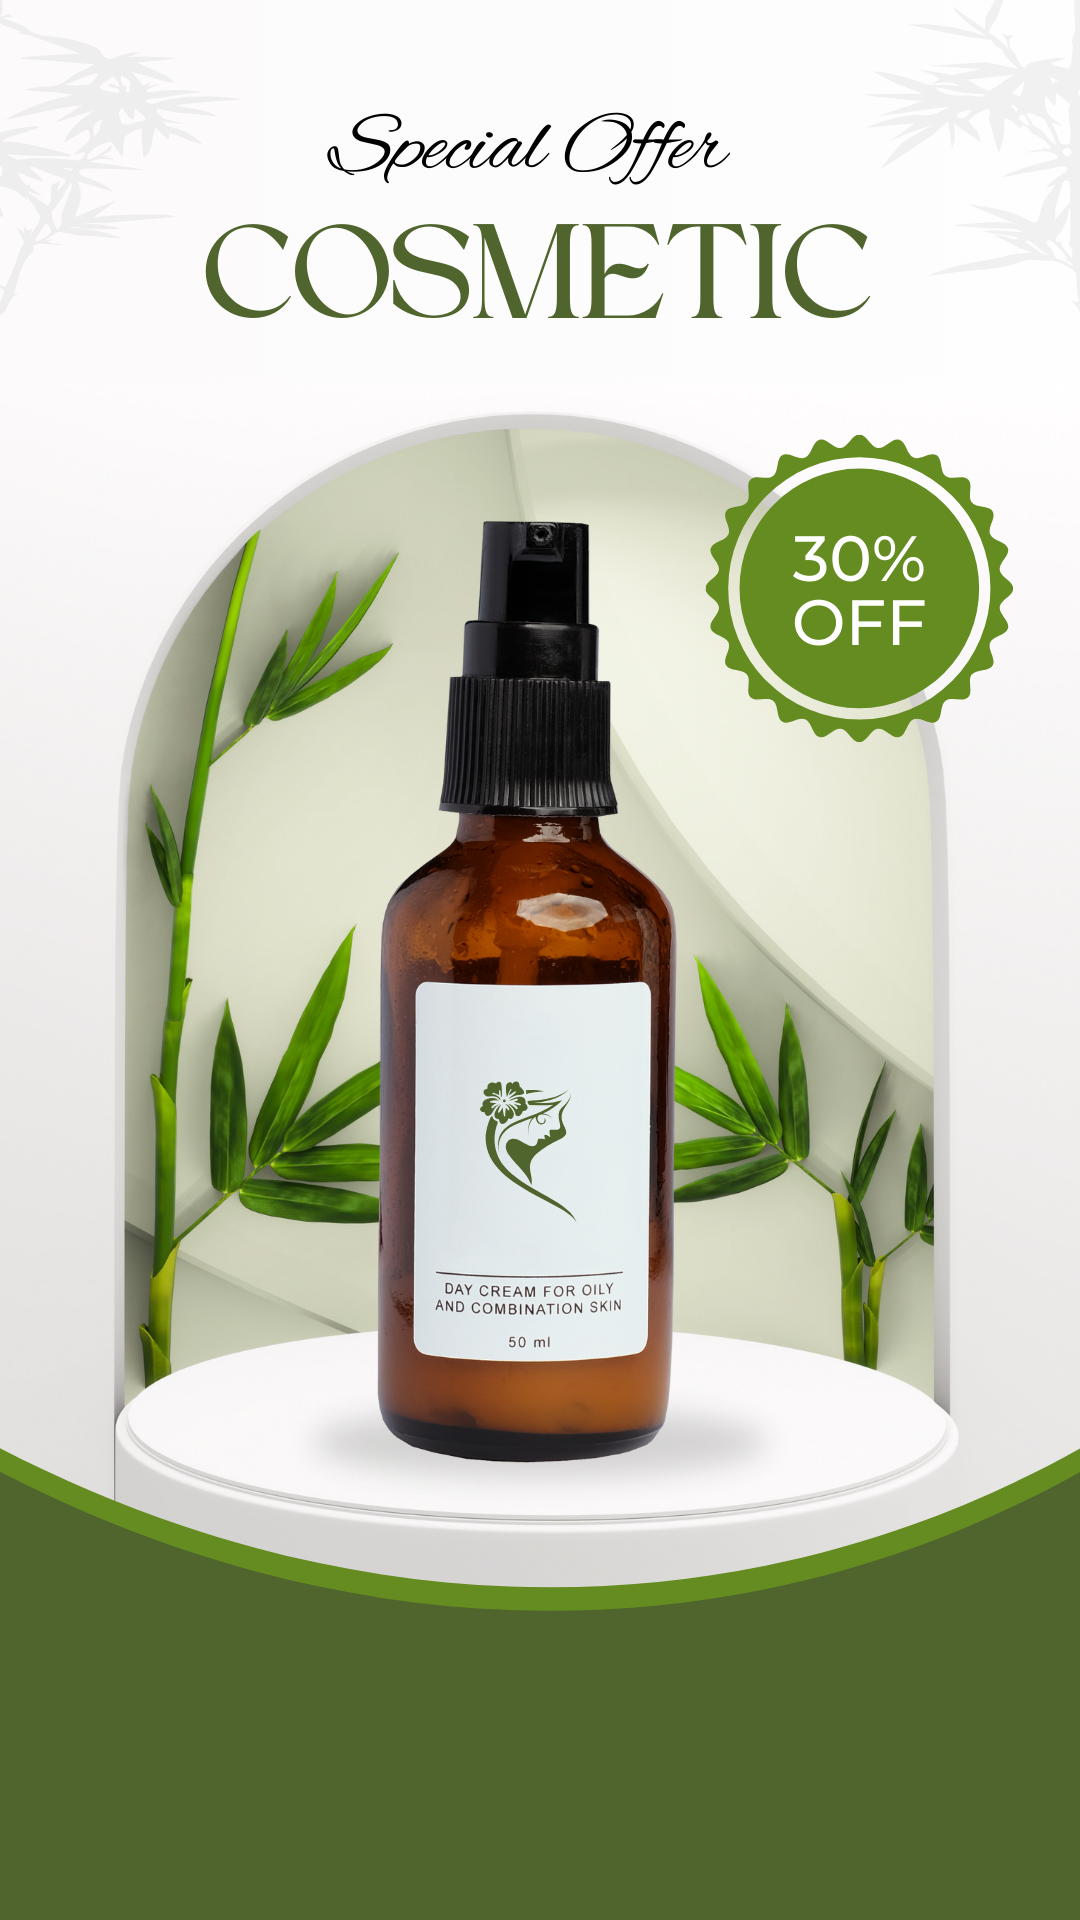 Special Offer
COSMETIC
30%
OFF
DAY CREAM FOR OILY
AND COMBINATION SKIN
50 ml